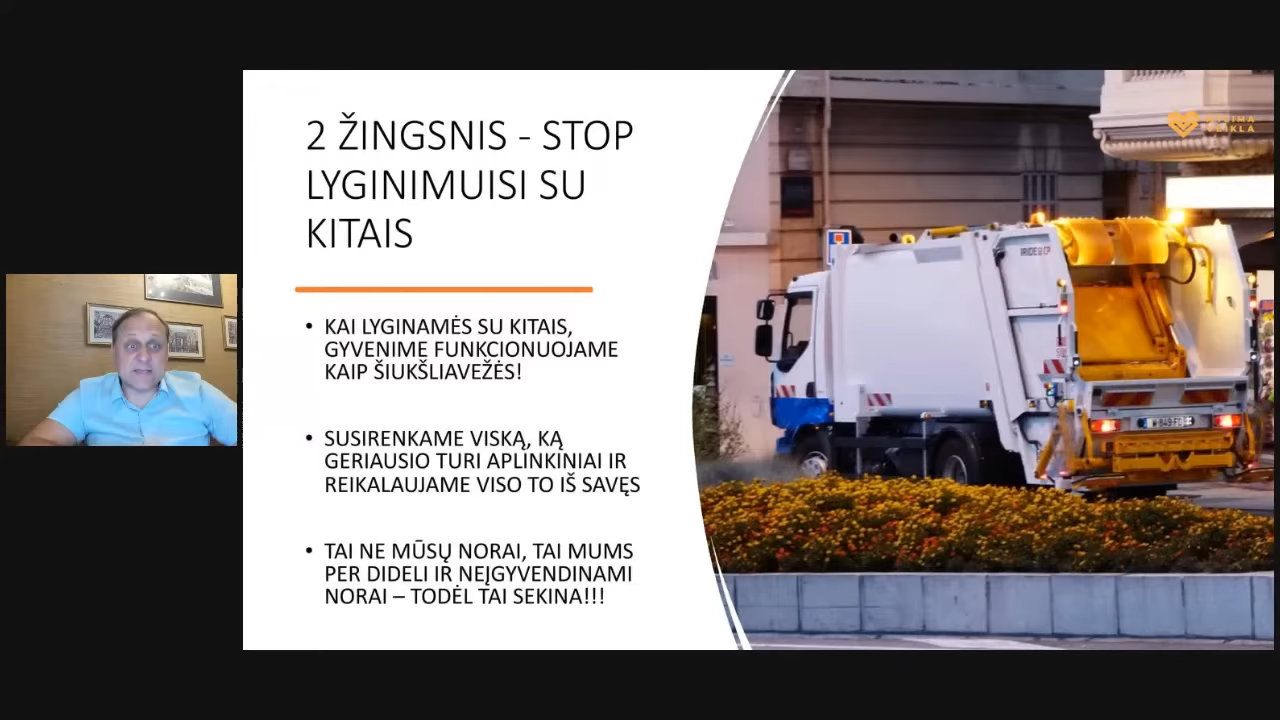 2 ŽINGSNIS - STOP
LYGINIMUISI SU
KITAIS
• KAI LYGINAMĖS SU KITAIS,
GYVENIME FUNKCIONUOJAME
KAIP ŠIUKŠLIAVEŽĖS!
• SUSIRENKAME VISKĄ, KĄ
GERIAUSIO TURI APLINKINIAI IR
REIKALAUJAME VISO TO IŠ SAVĘS
• TAI NE MŪSŲ NORAI, TAI MUMS
PER DIDELI IR NEĮGYVENDINAMI
NORAI – TODĖL TAI SEKINA!!!